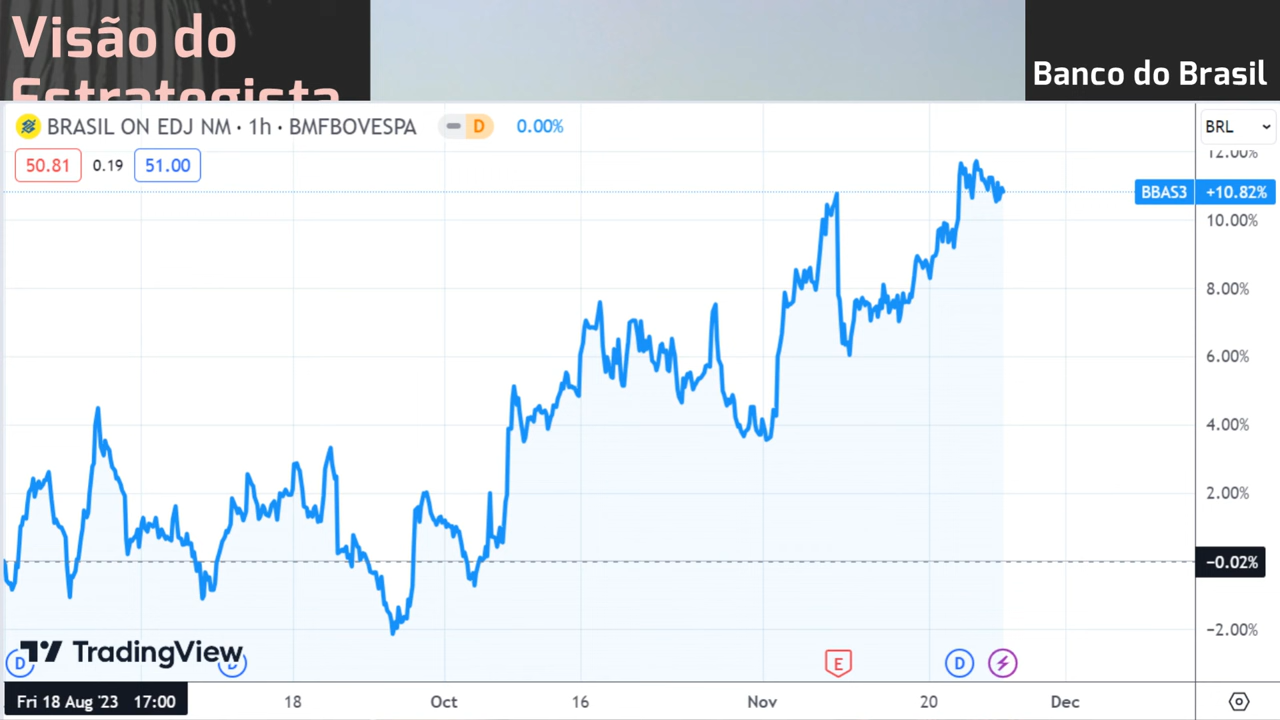 Visão do
Estrategista
Banco do Brasil
BRASIL ON EDJ NM · 1h · BMFBOVESPA
D
0.00%
BRL
50.81
0.19
51.00
12.00%
BBAS3
+10.82%
10.00%
8.00%
6.00%
4.00%
2.00%
−0.02%
−2.00%
TradingView
D
D
E
D
Fri 18 Aug '23 17:00
18
Oct
16
Nov
20
Dec